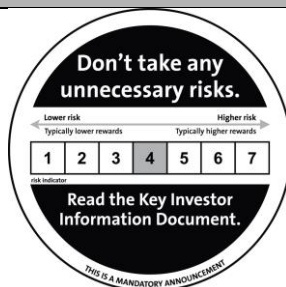 Don't take any
unnecessary risks.
Lower risk Higher risk
Typically lower rewards Typically higher rewards
1 2 3 4 5 6 7
risk indicator
Read the Key Investor
Information Document.
THIS IS A MANDATORY ANNOUNCEMENT